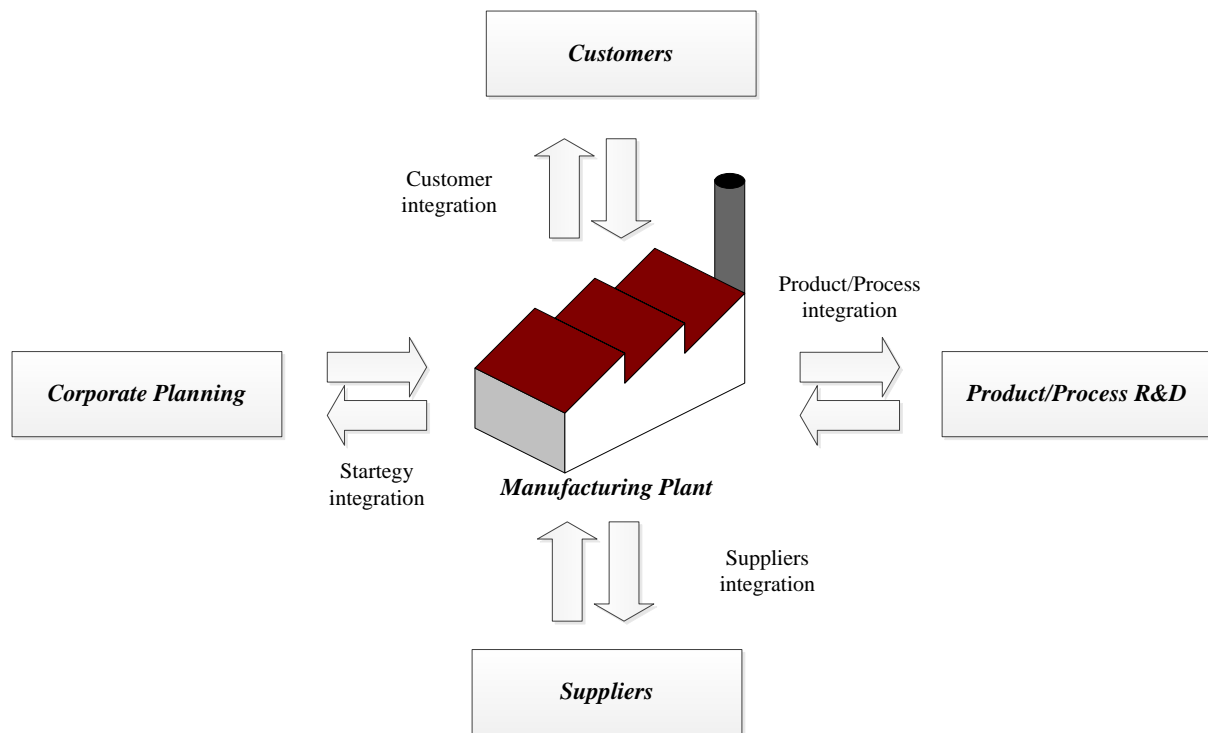 Customers
Customer
integration
Product/Process
integration
Corporate Planning
Product/Process R&D
Startegy
integration
Manufacturing Plant
Suppliers
integration
Suppliers